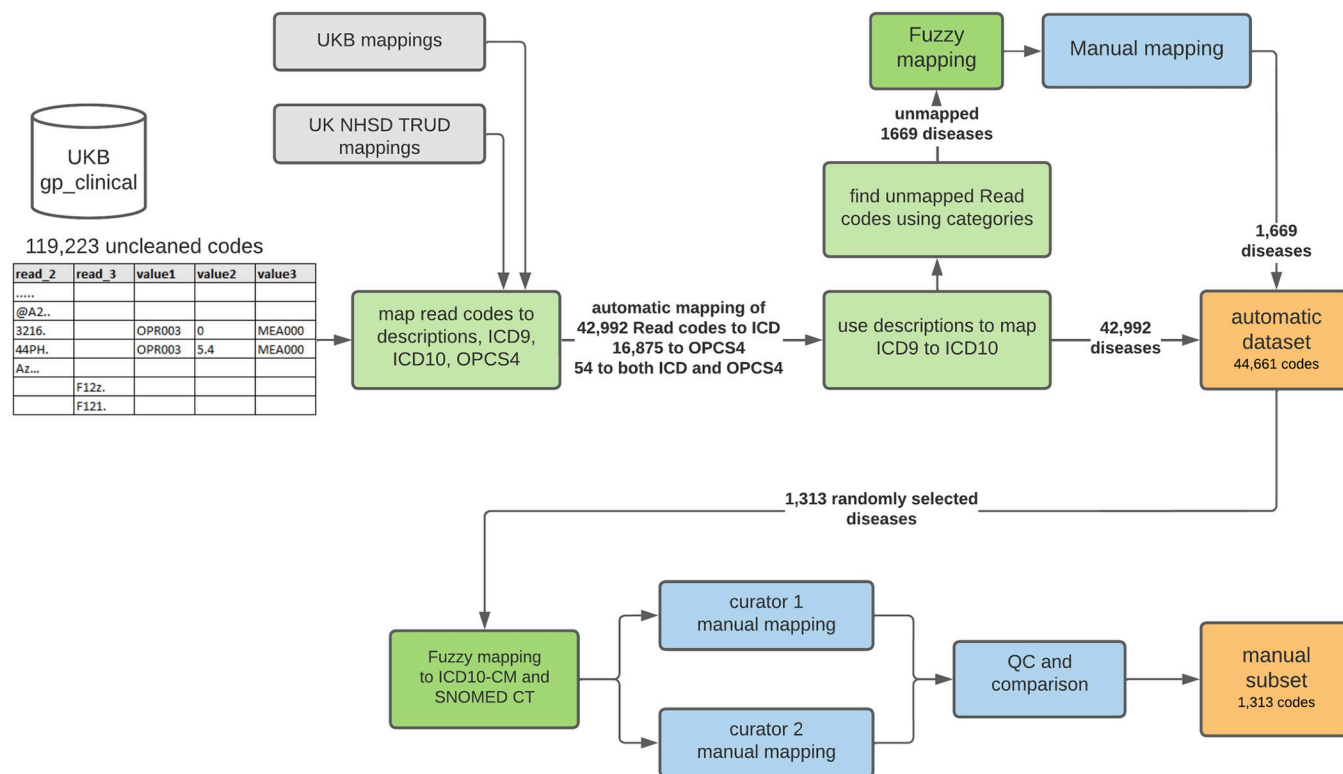 UKB mappings
UK NHSD TRUD
mappings
UKB
gp_clinical
119,223 uncleaned codes
read_2 read_3 value1 value2 value3
.....
@A2..
3216. OPR003 0 MEA000
44PH. OPR003 5.4 MEA000
Az...
F12z.
F121.
map read codes to
descriptions, ICD9,
ICD10, OPCS4
automatic mapping of
42,992 Read codes to ICD
16,875 to OPCS4
54 to both ICD and OPCS4
Fuzzy
mapping
Manual mapping
unmapped
1669 diseases
find unmapped Read
codes using categories
use descriptions to map
ICD9 to ICD10
42,992
diseases
1,669
diseases
automatic
dataset
44,661 codes
1,313 randomly selected
diseases
Fuzzy mapping
to ICD10-CM and
SNOMED CT
curator 1
manual mapping
curator 2
manual mapping
QC and
comparison
manual
subset
1,313 codes